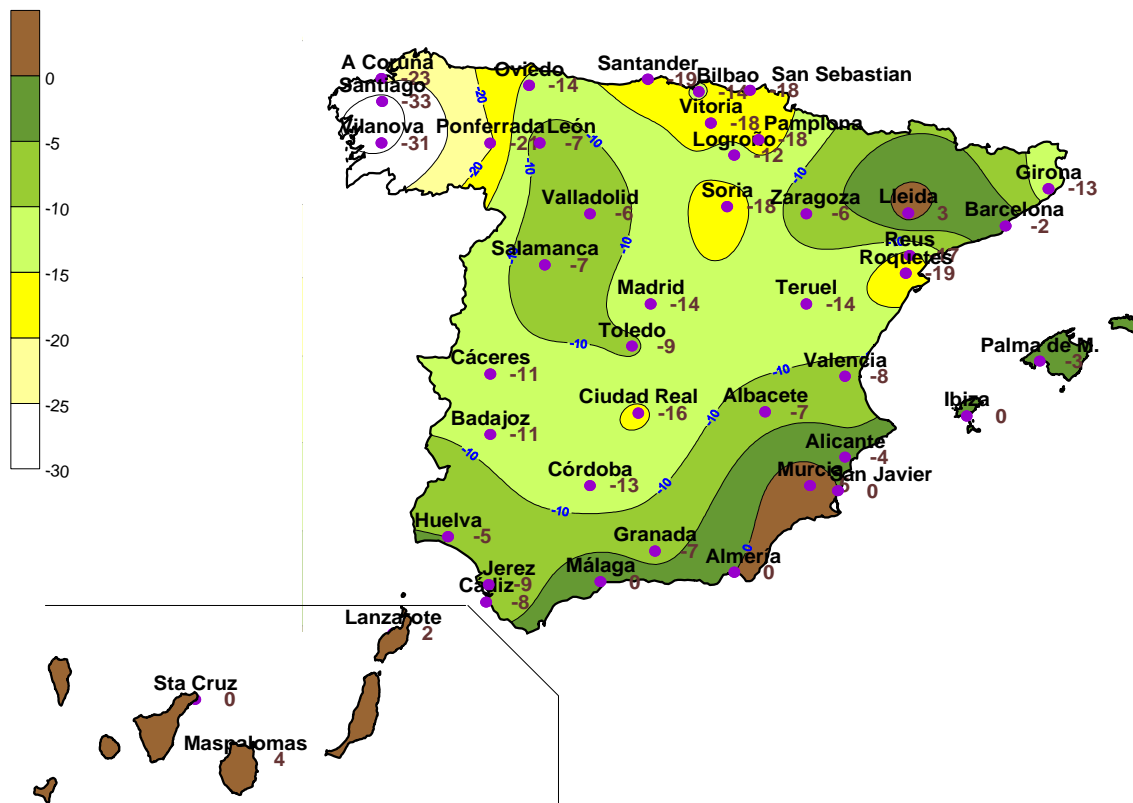 0
-5
-10
-15
-20
-25
-30
A Coruña
-23
Santiago
-33
Vilanova
-31
Oviedo
-14
Ponferrada
-21
León
-7
Santander
-19
Bilbao
-14
San Sebastian
-18
Vitoria
-18
Pamplona
-18
Logroño
-12
Girona
-13
Valladolid
-6
Soria
-18
Zaragoza
-6
Lleida
3
Barcelona
-2
Reus
-17
Roquetes
-19
Salamanca
-7
Madrid
-14
Teruel
-14
Toledo
-9
Cáceres
-11
Valencia
-8
Palma de M.
-3
Ibiza
0
Ciudad Real
-16
Albacete
-7
Badajoz
-11
Alicante
-4
Córdoba
-13
Murcia
San Javier
0
Huelva
-5
Granada
-7
Almería
0
Málaga
0
Jerez
-9
Cádiz
-8
Lanzarote
2
Sta Cruz
0
Maspalomas
4
-20
-20
-10
-10
-10
-10
-10
-10
-10
-10
-10
-10
-10
0